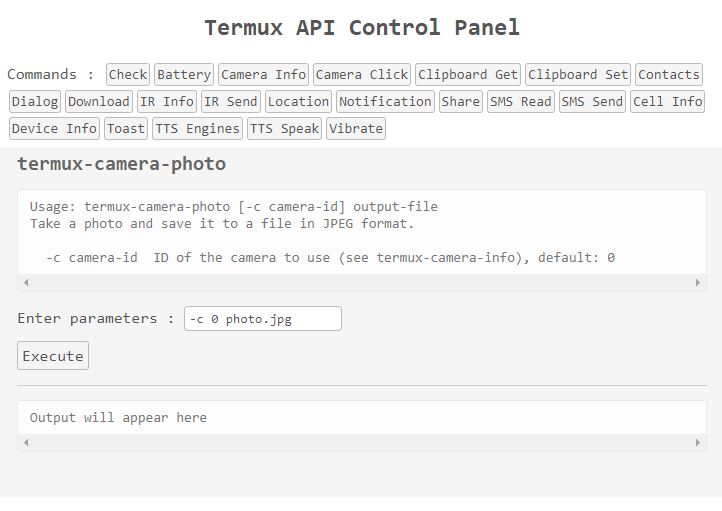 Termux API Control Panel
Commands : Check Battery Camera Info Camera Click Clipboard Get Clipboard Set Contacts
Dialog Download IR Info IR Send Location Notification Share SMS Read SMS Send Cell Info
Device Info Toast TTS Engines TTS Speak Vibrate
termux-camera-photo
Usage: termux-camera-photo [-c camera-id] output-file
Take a photo and save it to a file in JPEG format.
-c camera-id  ID of the camera to use (see termux-camera-info), default: 0
Enter parameters : -c 0 photo.jpg
Execute
Output will appear here